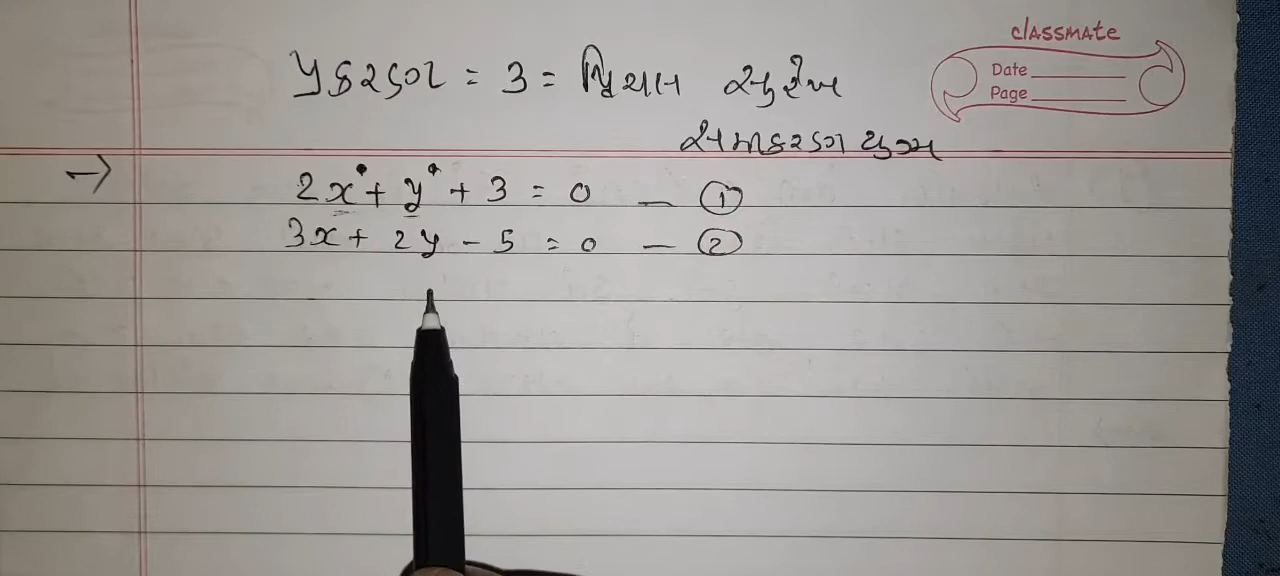 classmate
Date
Page
પ્રકરણ = 3 = દ્વિચલ સુરેખ
સમીકરણ યુગ્મ
→ 2x + y + 3 = 0 — ①
3x + 2y - 5 = 0 — ②